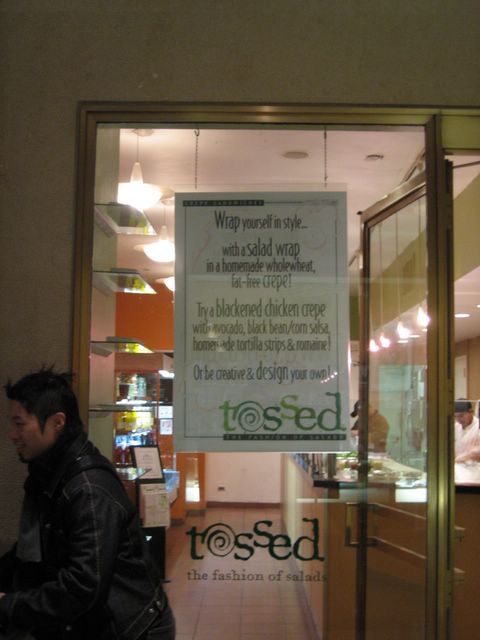 CREPE SANDWICHES
Wrap yourself in style...
with a salad wrap
in a homemade wholewheat,
fat-free crepe!
Try a blackened chicken crepe
with avocado, black bean/corn salsa,
homemade tortilla strips & romaine!
Or be creative & design your own!
tossed
THE FASHION OF SALADS
tossed
the fashion of salads